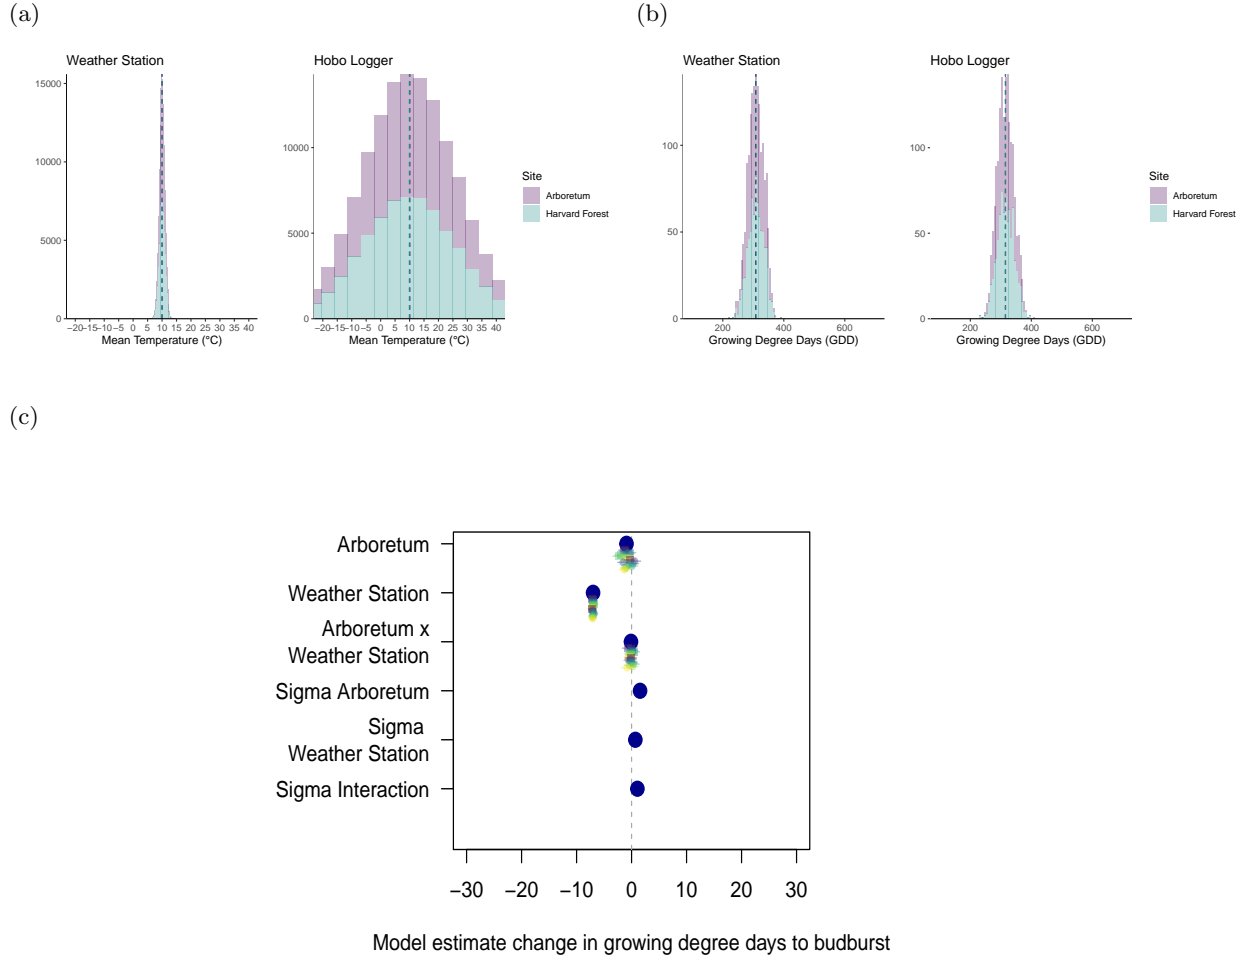 (a)
(b)
Weather Station
Hobo Logger
15000
10000
5000
0
−20−15−10−5 0 5 10 15 20 25 30 35 40
Mean Temperature (°C)
10000
5000
0
−20−15−10−5 0 5 10 15 20 25 30 35 40
Mean Temperature (°C)
Site
Arboretum
Harvard Forest
Weather Station
Hobo Logger
100
50
0
200 400 600
Growing Degree Days (GDD)
100
50
0
200 400 600
Growing Degree Days (GDD)
Site
Arboretum
Harvard Forest
(c)
Arboretum
Weather Station
Arboretum x
Weather Station
Sigma Arboretum
Sigma
Weather Station
Sigma Interaction
−30 −20 −10 0 10 20 30
Model estimate change in growing degree days to budburst